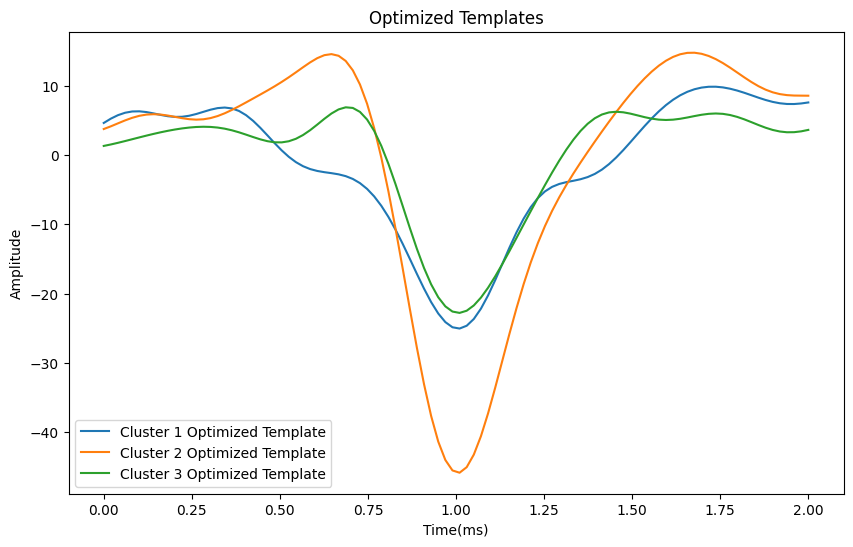 Optimized Templates
Amplitude
10
0
−10
−20
−30
−40
Cluster 1 Optimized Template
Cluster 2 Optimized Template
Cluster 3 Optimized Template
0.00 0.25 0.50 0.75 1.00 1.25 1.50 1.75 2.00
Time(ms)